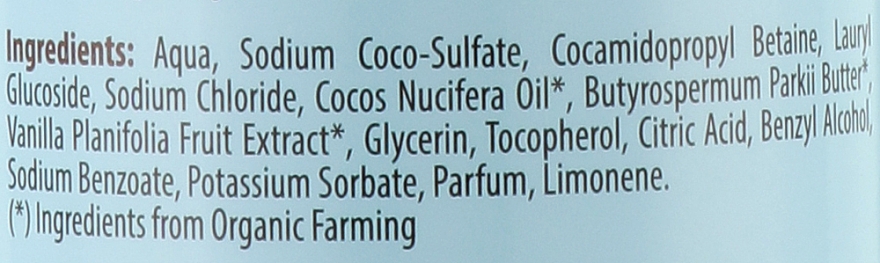 Ingredients: Aqua, Sodium Coco-Sulfate, Cocamidopropyl Betaine, Lauryl
Glucoside, Sodium Chloride, Cocos Nucifera Oil*, Butyrospermum Parkii Butter*,
Vanilla Planifolia Fruit Extract*, Glycerin, Tocopherol, Citric Acid, Benzyl Alcohol,
Sodium Benzoate, Potassium Sorbate, Parfum, Limonene.
(*) Ingredients from Organic Farming